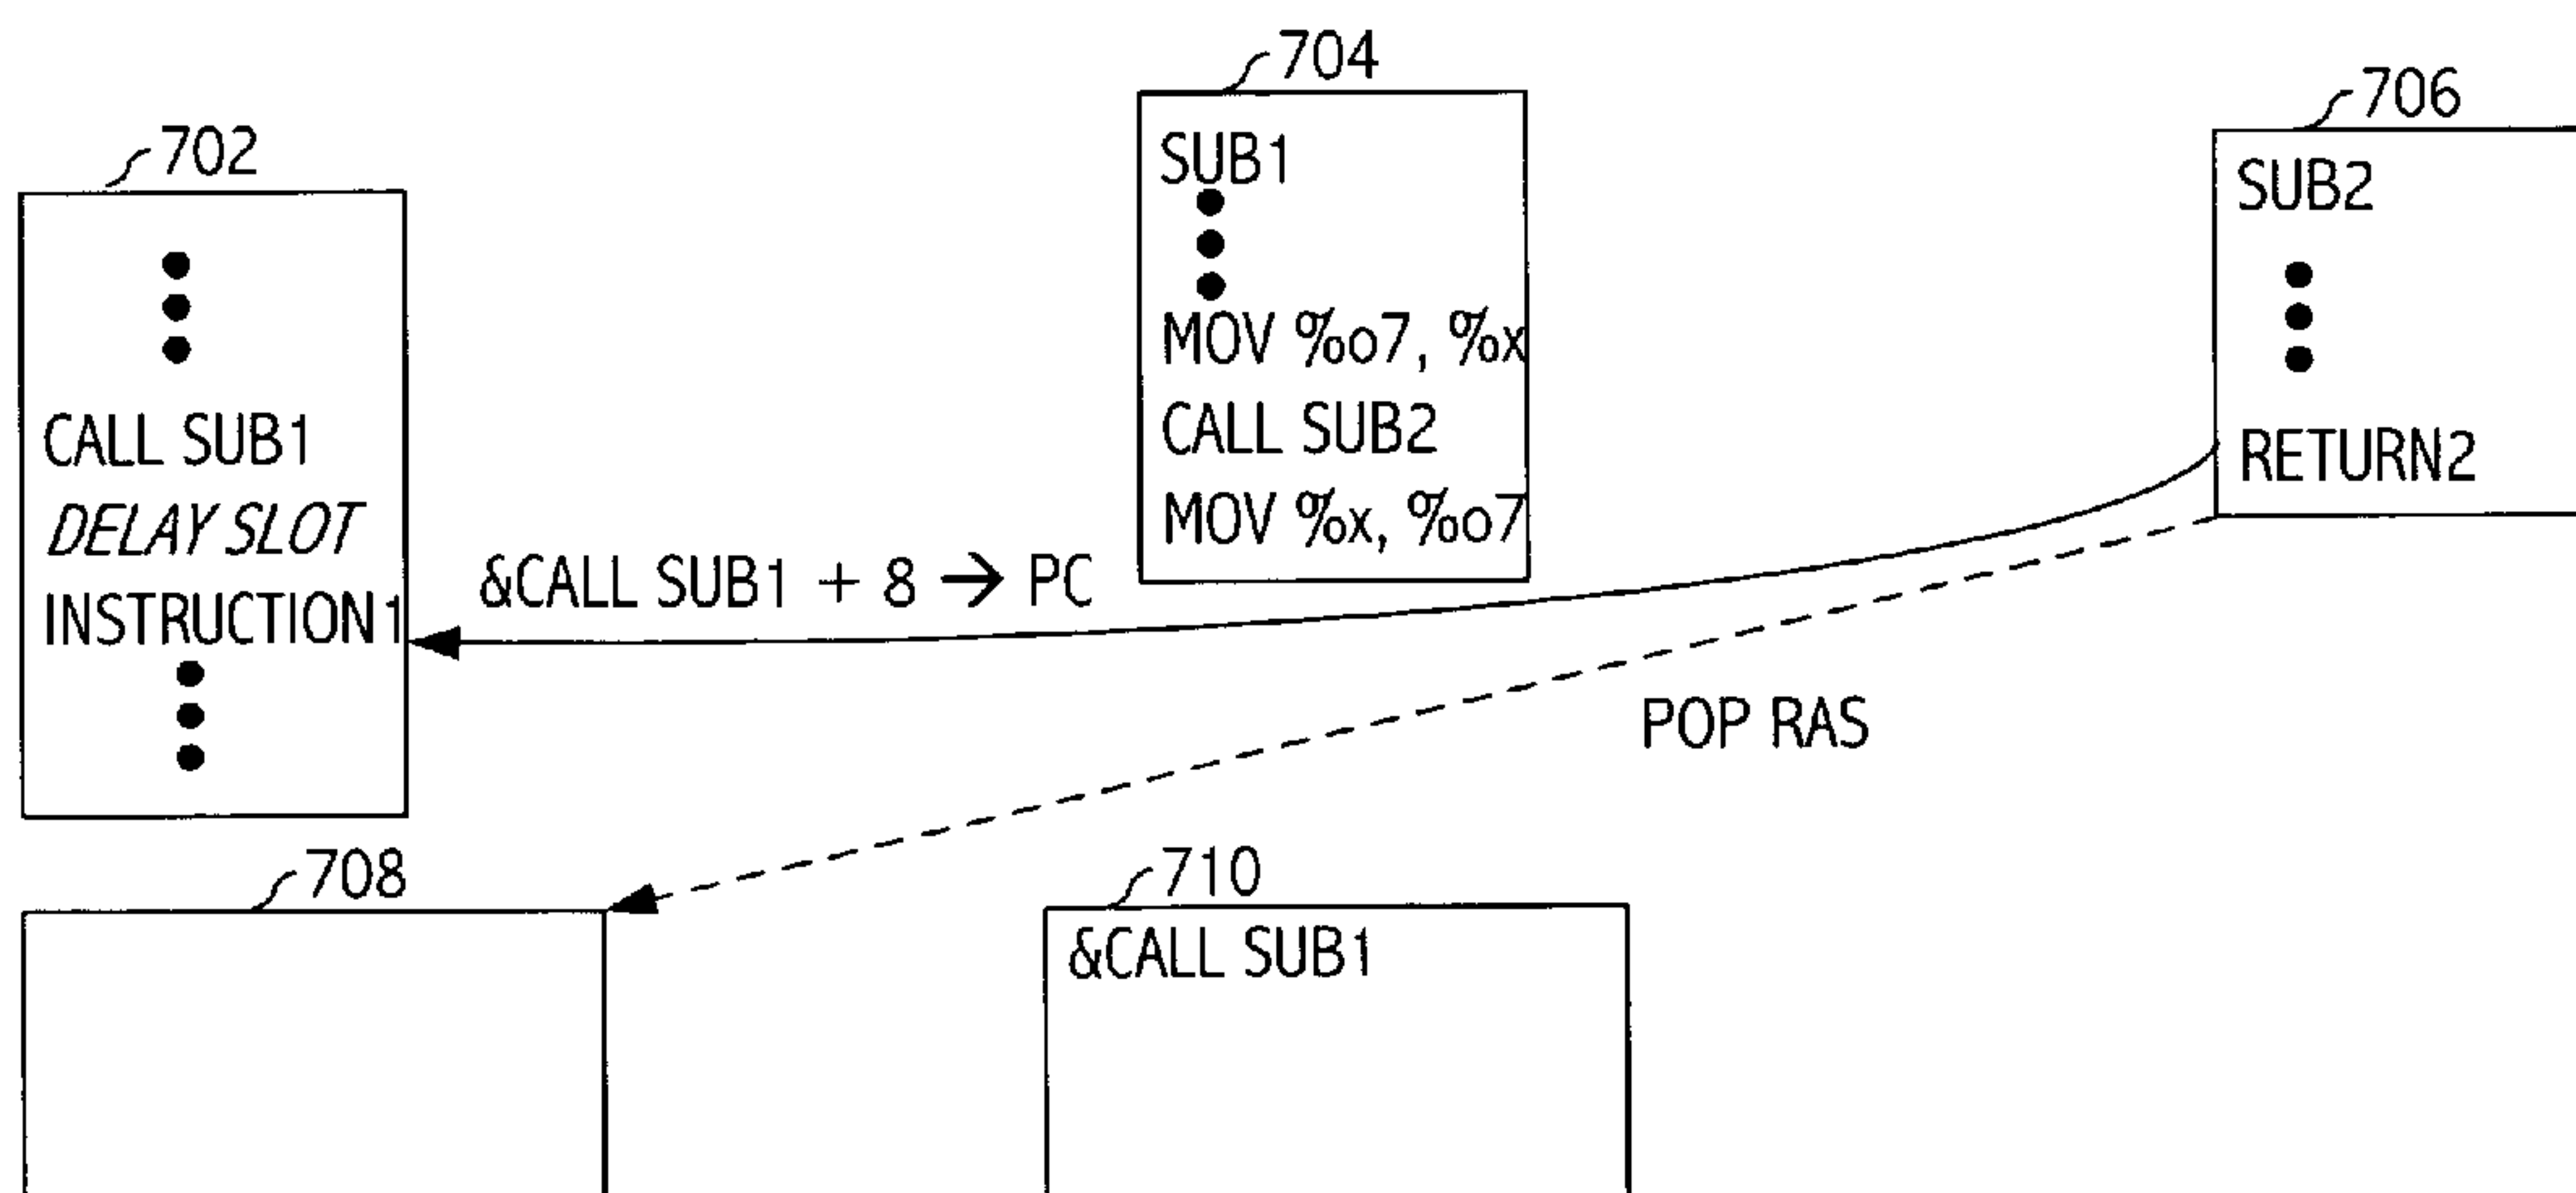 702
CALL SUB1
DELAY SLOT
INSTRUCTION1
704
SUB1
MOV %o7, %x
CALL SUB2
MOV %x, %o7
706
SUB2
RETURN2
&CALL SUB1 + 8 → PC
POP RAS
708
710
&CALL SUB1